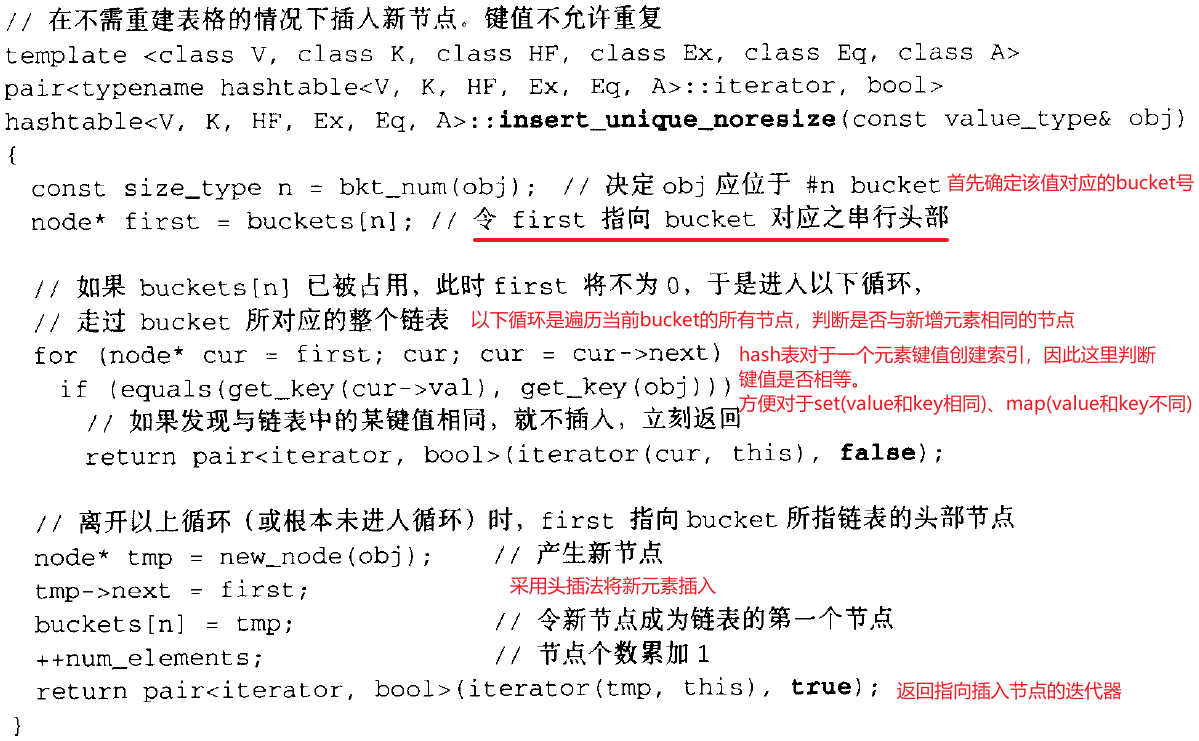 // 在不需重建表格的情况下插入新节点。键值不允许重复
template <class V, class K, class HF, class Ex, class Eq, class A>
pair<typename hashtable<V, K, HF, Ex, Eq, A>::iterator, bool>
hashtable<V, K, HF, Ex, Eq, A>::insert_unique_noresize(const value_type& obj)
{
const size_type n = bkt_num(obj); // 决定 obj 应位于 #n bucket 首先确定该值对应的bucket号
node* first = buckets[n]; // 令 first 指向 bucket 对应之串行头部
// 如果 buckets[n] 已被占用，此时 first 将不为 0，于是进入以下循环，
// 走过 bucket 所对应的整个链表 以下循环是遍历当前bucket的所有节点，判断是否与新增元素相同的节点
for (node* cur = first; cur; cur = cur->next) hash表对于一个元素键值创建索引，因此这里判断
if (equals(get_key(cur->val), get_key(obj))) 键值是否相等。
方便对于set(value和key相同)、map(value和key不同)
// 如果发现与链表中的某键值相同，就不插入，立刻返回
return pair<iterator, bool>(iterator(cur, this), false);
// 离开以上循环（或根本未进入循环）时，first 指向 bucket 所指链表的头部节点
node* tmp = new_node(obj); // 产生新节点
tmp->next = first; 采用头插法将新元素插入
buckets[n] = tmp; // 令新节点成为链表的第一个节点
++num_elements; // 节点个数累加 1
return pair<iterator, bool>(iterator(tmp, this), true); 返回指向插入节点的迭代器
}